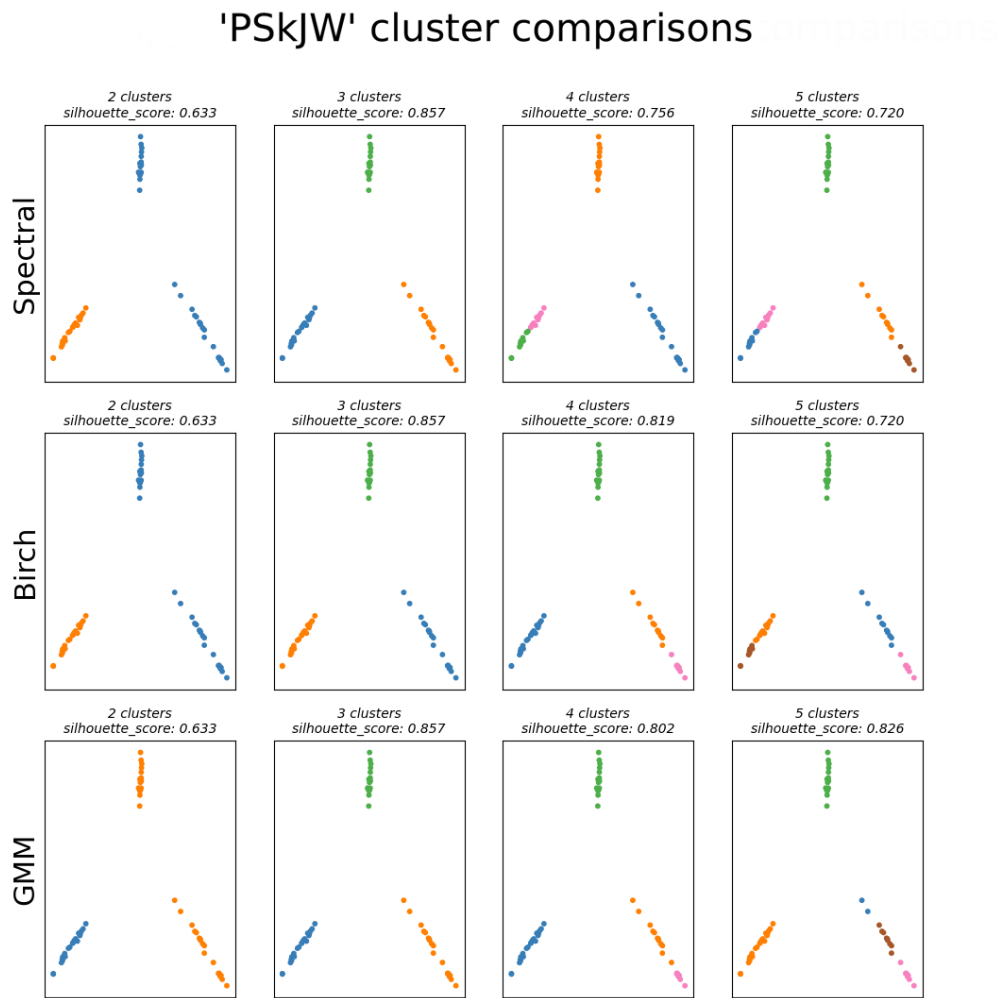 'PSkJW' cluster comparisons
2 clusters
silhouette_score: 0.633
3 clusters
silhouette_score: 0.857
4 clusters
silhouette_score: 0.756
5 clusters
silhouette_score: 0.720
Spectral
2 clusters
silhouette_score: 0.633
3 clusters
silhouette_score: 0.857
4 clusters
silhouette_score: 0.819
5 clusters
silhouette_score: 0.720
Birch
2 clusters
silhouette_score: 0.633
3 clusters
silhouette_score: 0.857
4 clusters
silhouette_score: 0.802
5 clusters
silhouette_score: 0.826
GMM